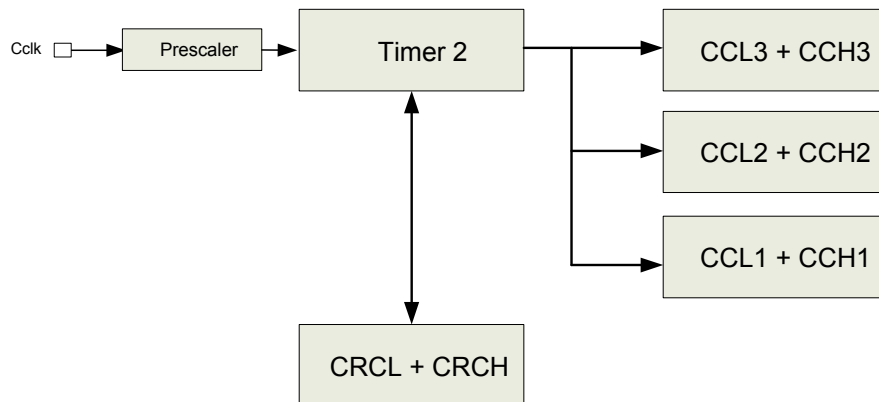 Cclk
Prescaler
Timer 2
CCL3 + CCH3
CCL2 + CCH2
CCL1 + CCH1
CRCL + CRCH